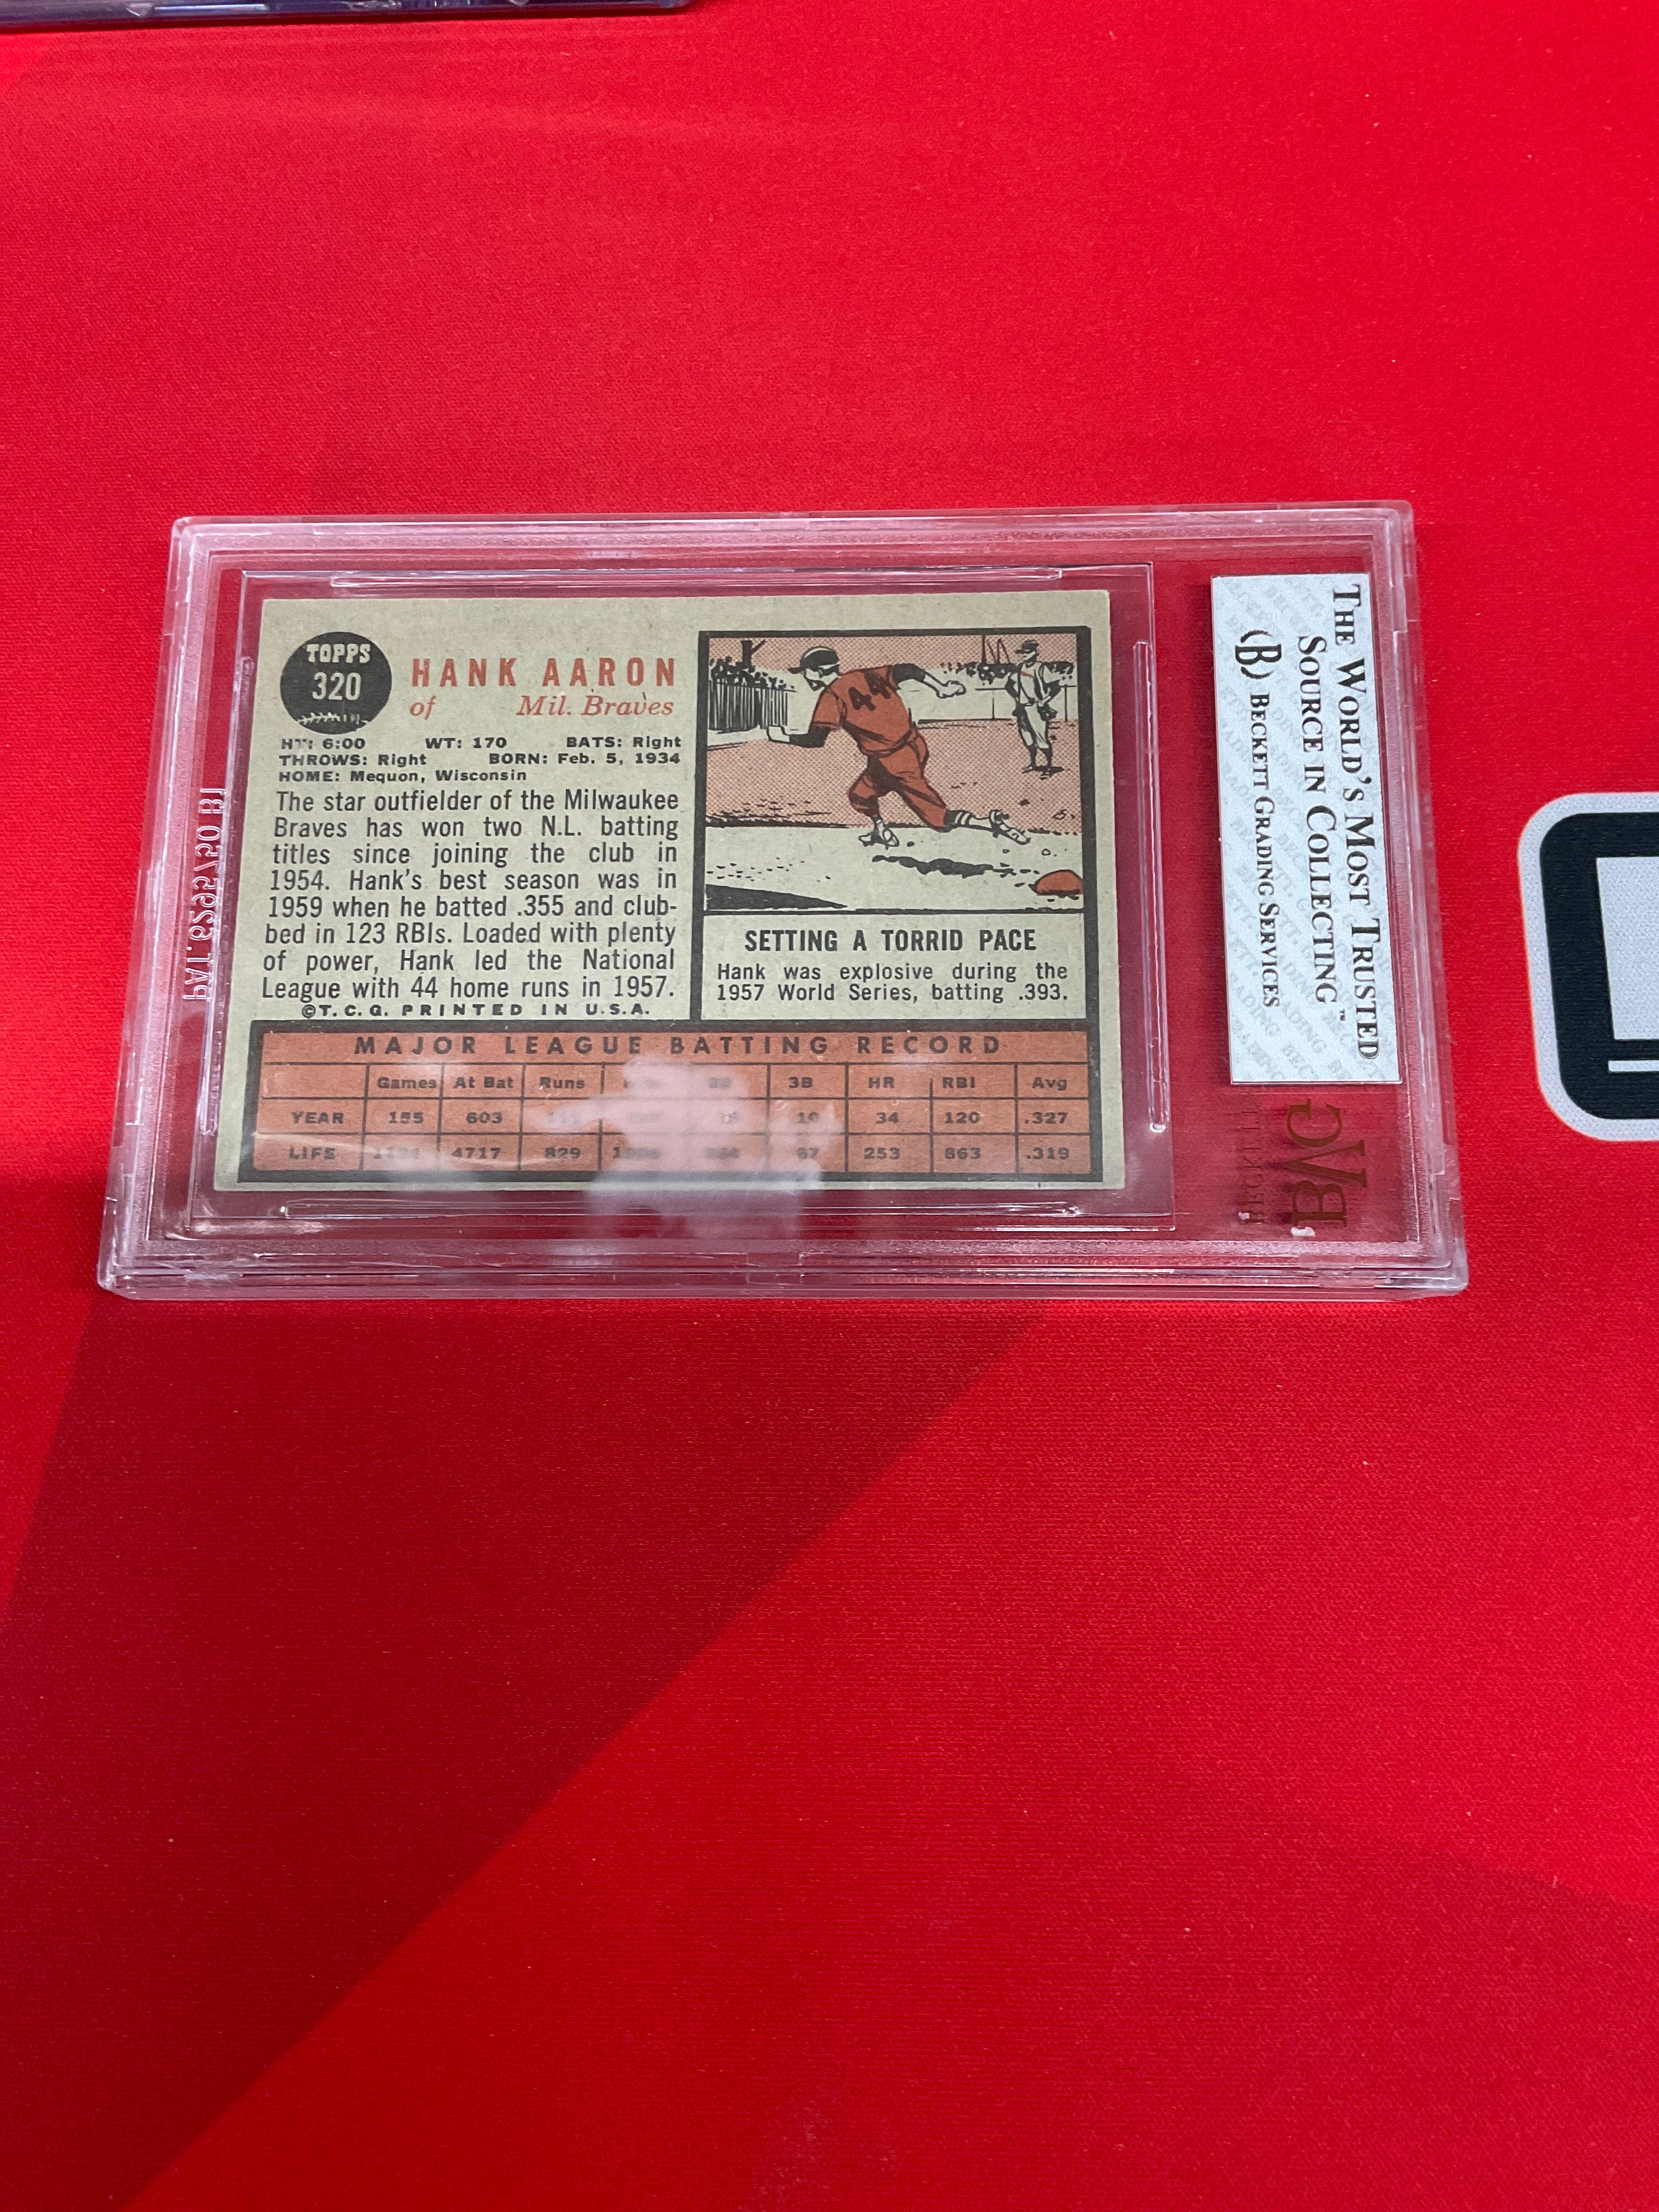 TOPPS
320
HANK AARON
of Mil. Braves
HT: 6:00 WT: 170 BATS: Right
THROWS: Right BORN: Feb. 5, 1934
HOME: Mequon, Wisconsin
The star outfielder of the Milwaukee
Braves has won two N.L. batting
titles since joining the club in
1954. Hank's best season was in
1959 when he batted .355 and club-
bed in 123 RBIs. Loaded with plenty
of power, Hank led the National
League with 44 home runs in 1957.
©T. C. G. PRINTED IN U.S.A.
44
SETTING A TORRID PACE
Hank was explosive during the
1957 World Series, batting .393.
MAJOR LEAGUE BATTING RECORD
Games At Bat Runs 3B HR RBI Avg
YEAR 155 603 10 34 120 .327
LIFE 4717 829 67 253 863 .319
THE WORLD'S MOST TRUSTED
SOURCE IN COLLECTING™
(B) BECKETT GRADING SERVICES
BVG
BECKETT